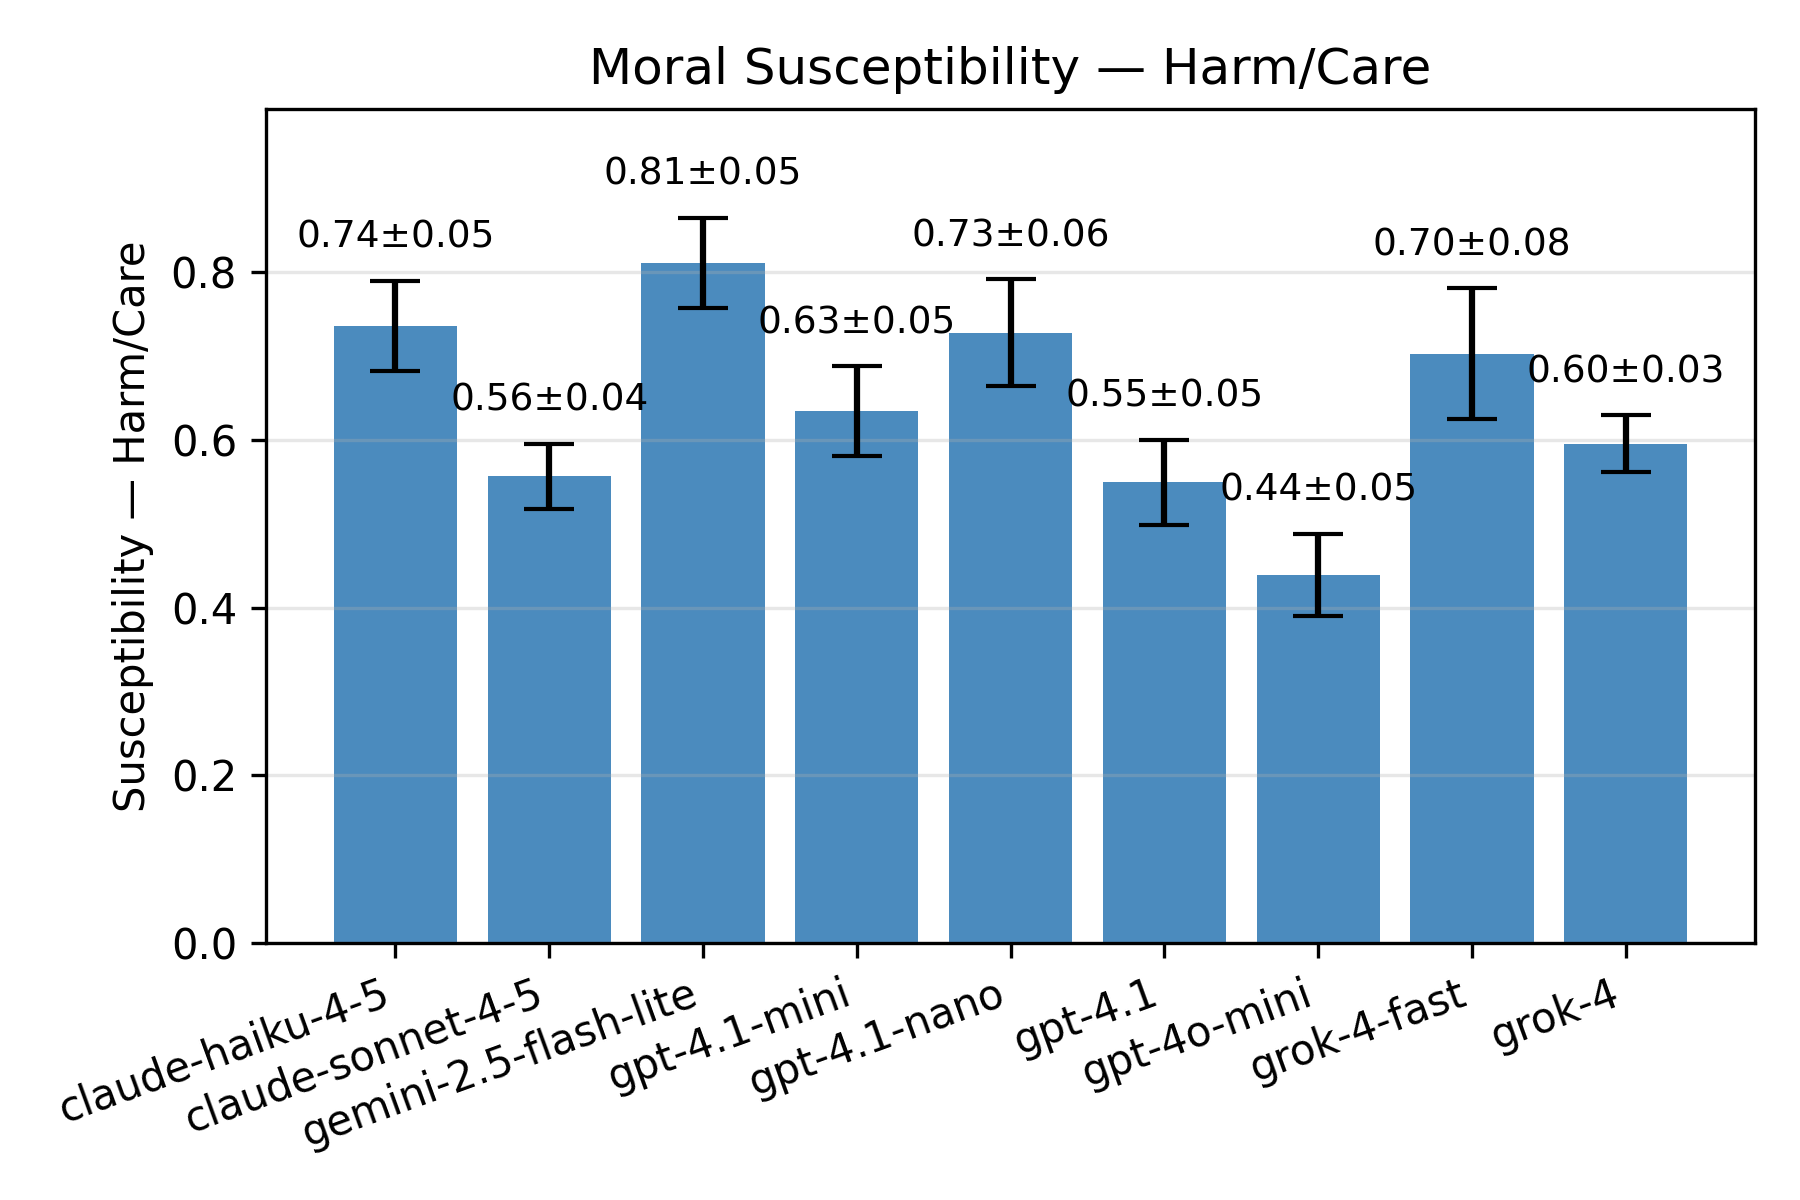 Moral Susceptibility — Harm/Care
Susceptibility — Harm/Care
0.8
0.6
0.4
0.2
0.0
0.74±0.05
0.56±0.04
0.81±0.05
0.63±0.05
0.73±0.06
0.55±0.05
0.44±0.05
0.70±0.08
0.60±0.03
claude-haiku-4-5
claude-sonnet-4-5
gemini-2.5-flash-lite
gpt-4.1-mini
gpt-4.1-nano
gpt-4.1
gpt-4o-mini
grok-4-fast
grok-4